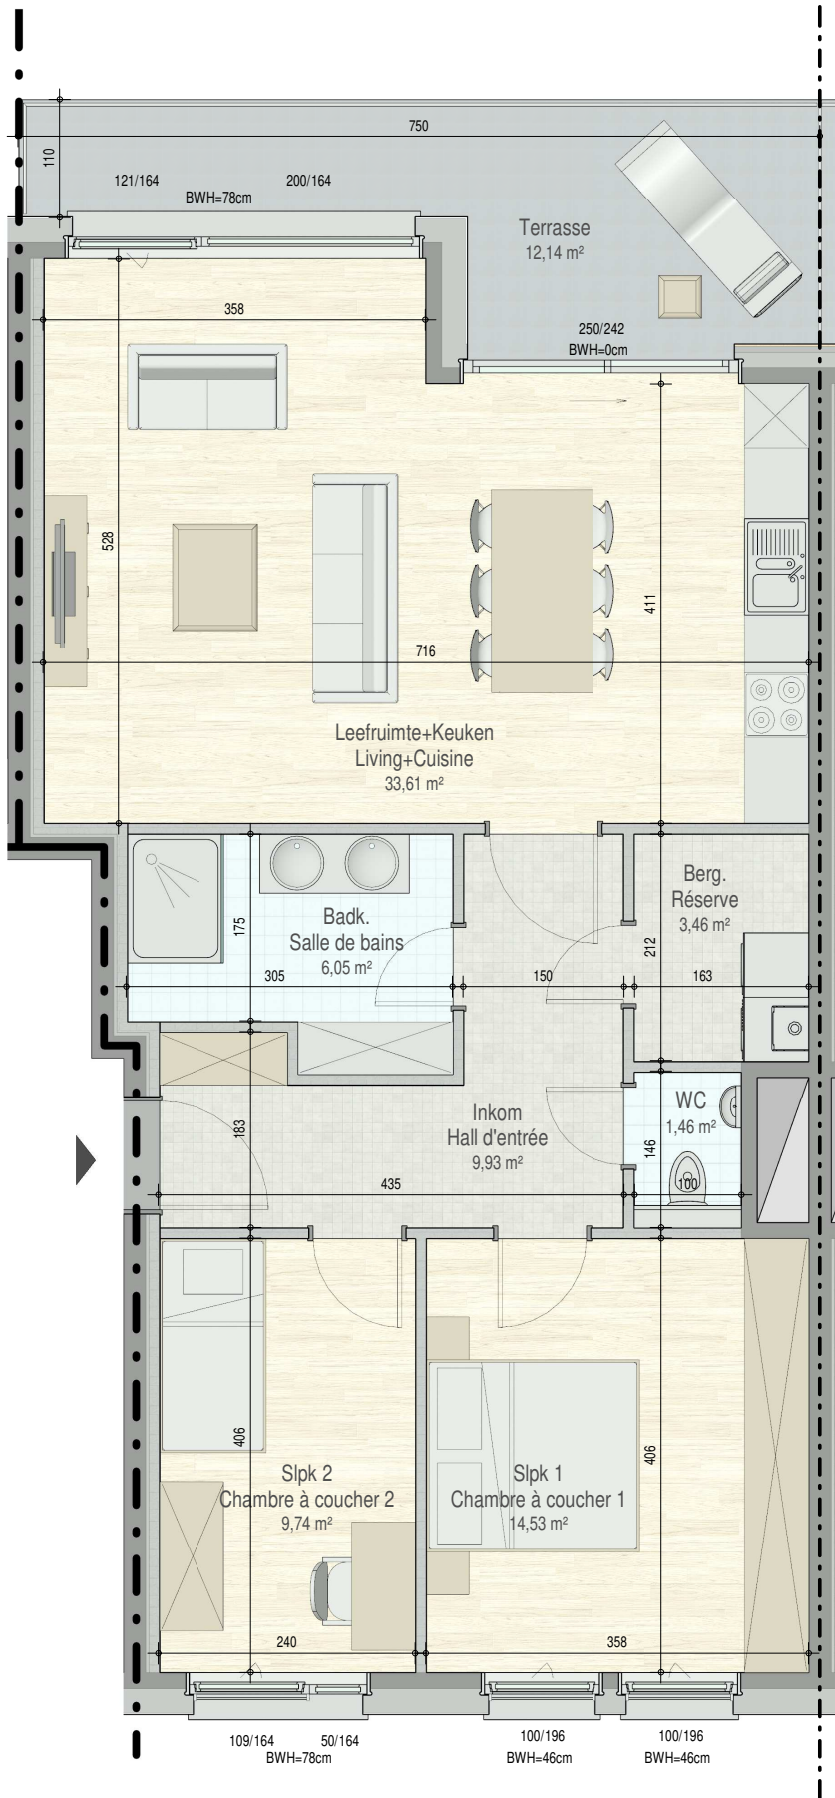 750
110
121/164
200/164
BWH=78cm
Terrasse
12,14 m²
358
250/242
BWH=0cm
528
411
716
Leefruimte+Keuken
Living+Cuisine
33,61 m²
Berg.
Réserve
3,46 m²
175
Badk.
Salle de bains
6,05 m²
212
305
150
163
WC
1,46 m²
Inkom
Hall d'entrée
9,93 m²
183
146
435
100
406
406
Slpk 2
Chambre à coucher 2
9,74 m²
Slpk 1
Chambre à coucher 1
14,53 m²
240
358
109/164
50/164
BWH=78cm
100/196
BWH=46cm
100/196
BWH=46cm